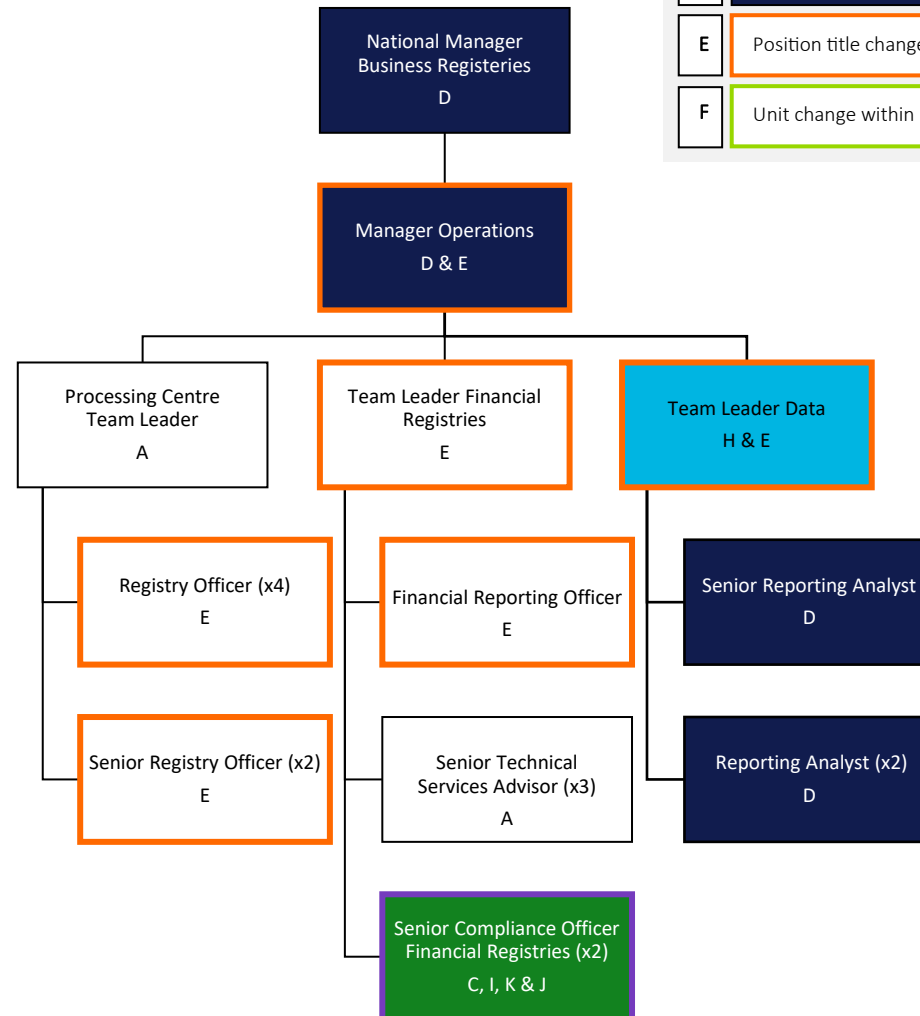 National Manager
Business Registeries
D
E
Position title change
F
Unit change within
Manager Operations
D & E
Processing Centre
Team Leader
A
Team Leader Financial
Registries
E
Team Leader Data
H & E
Registry Officer (x4)
E
Financial Reporting Officer
E
Senior Reporting Analyst
D
Senior Registry Officer (x2)
E
Senior Technical
Services Advisor (x3)
A
Reporting Analyst (x2)
D
Senior Compliance Officer
Financial Registries (x2)
C, I, K & J